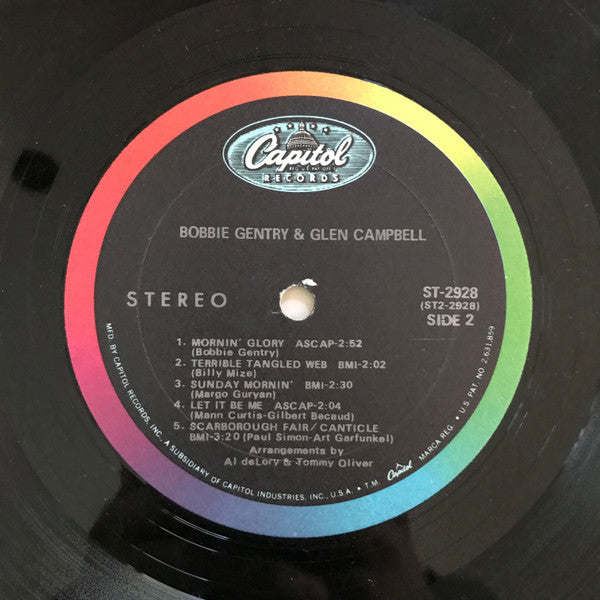 Capitol
RECORDS
BOBBIE GENTRY & GLEN CAMPBELL
STEREO
ST-2928
(ST2-2928)
SIDE 2
1. MORNIN' GLORY ASCAP-2:52
(Bobbie Gentry)
2. TERRIBLE TANGLED WEB BMI-2:02
(Billy Mize)
3. SUNDAY MORNIN' BMI-2:30
(Margo Guryan)
4. LET IT BE ME ASCAP-2:04
(Mann Curtis-Gilbert Becaud)
5. SCARBOROUGH FAIR/CANTICLE
BMI-3:20 (Paul Simon-Art Garfunkel)
Arrangements by
Al deLory & Tommy Oliver
MFD. BY CAPITOL RECORDS, INC., A SUBSIDIARY OF CAPITOL INDUSTRIES, INC., U.S.A. • T.M. Capitol MARCA REG. • U.S. PAT. NO. 2,631,859